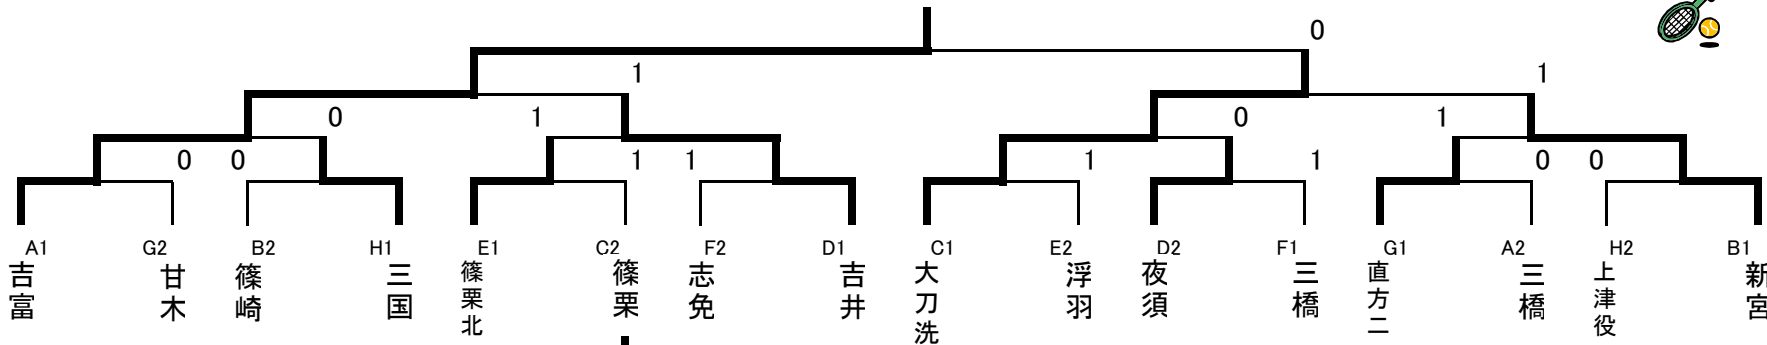 0
1 1
0 1 0 1
0 0 1 1 1 1 0 0
A1 G2 B2 H1 E1 C2 F2 D1 C1 E2 D2 F1 G1 A2 H2 B1
吉富 甘木 篠崎 三国 篠栗北 篠栗 志免 吉井 大刀洗 浮羽 夜須 三橋 直方二 三橋 上津役 新宮